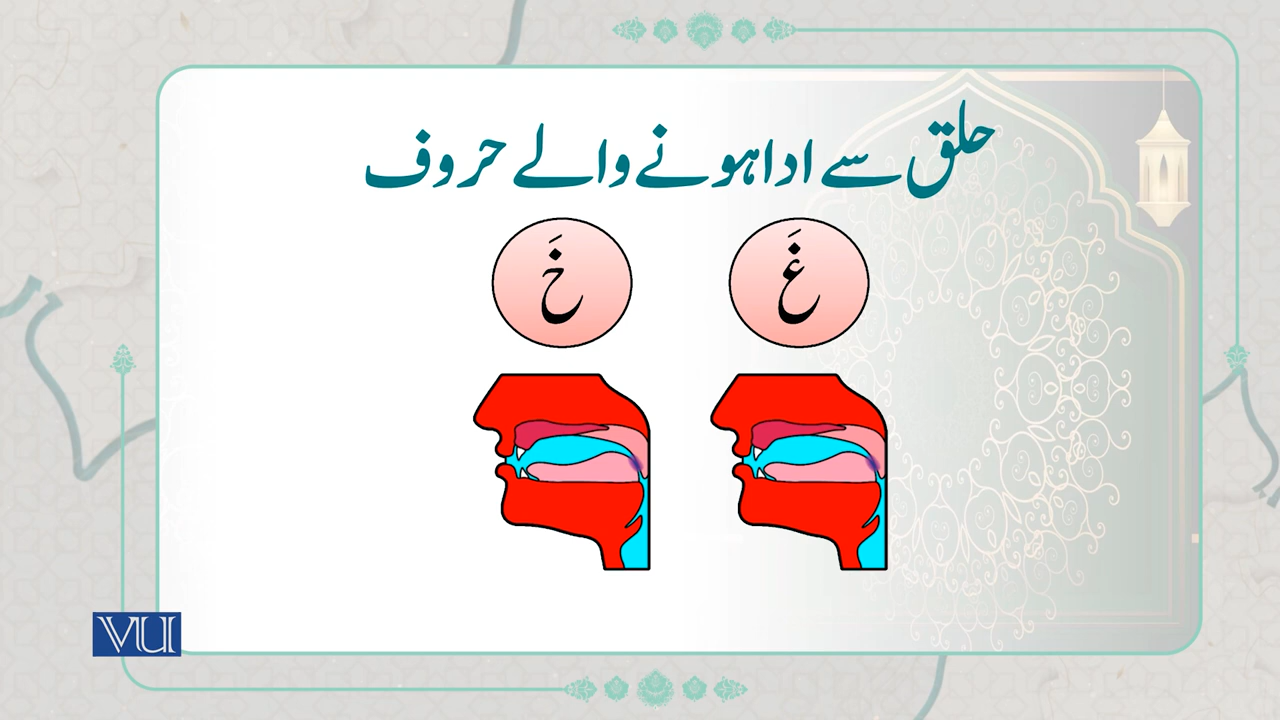 حلق سے ادا ہونے والے حروف
غَ خَ
VU